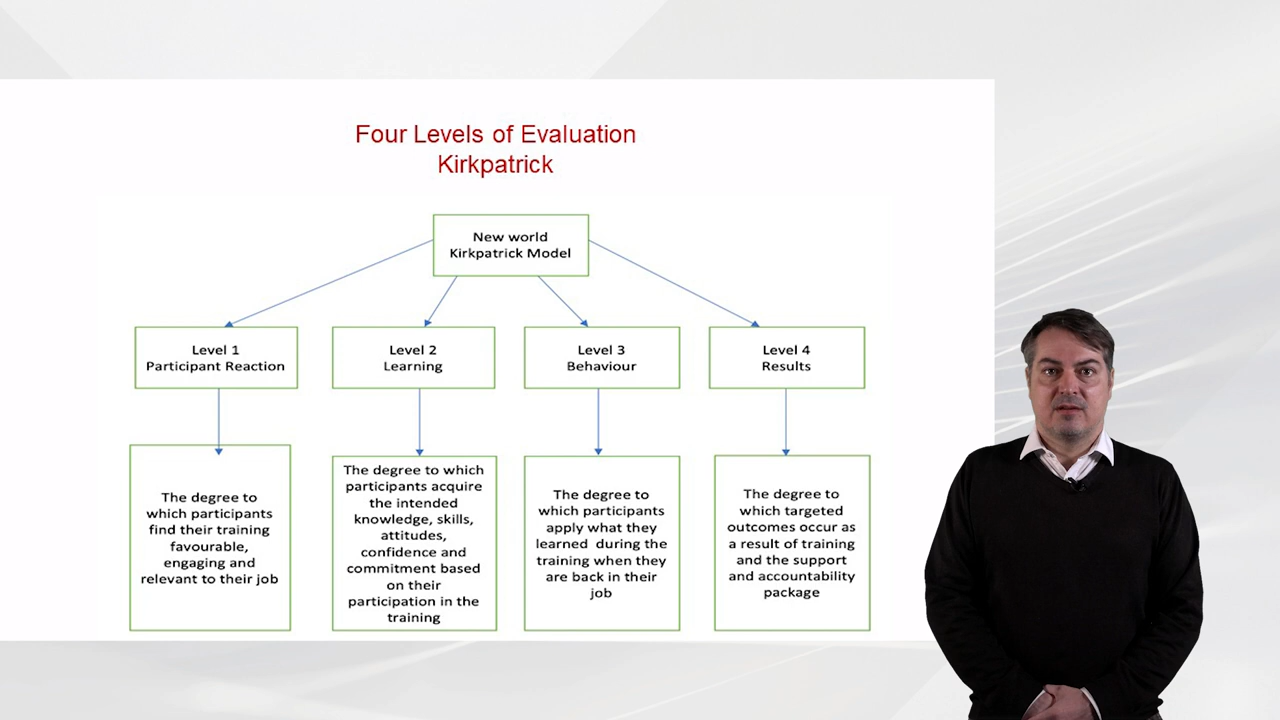 Four Levels of Evaluation
Kirkpatrick
New world
Kirkpatrick Model
Level 1
Participant Reaction
Level 2
Learning
Level 3
Behaviour
Level 4
Results
The degree to
which participants
find their training
favourable,
engaging and
relevant to their job
The degree to which
participants acquire
the intended
knowledge, skills,
attitudes,
confidence and
commitment based
on their
participation in the
training
The degree to
which participants
apply what they
learned during the
training when they
are back in their
job
The degree to
which targeted
outcomes occur as
a result of training
and the support
and accountability
package